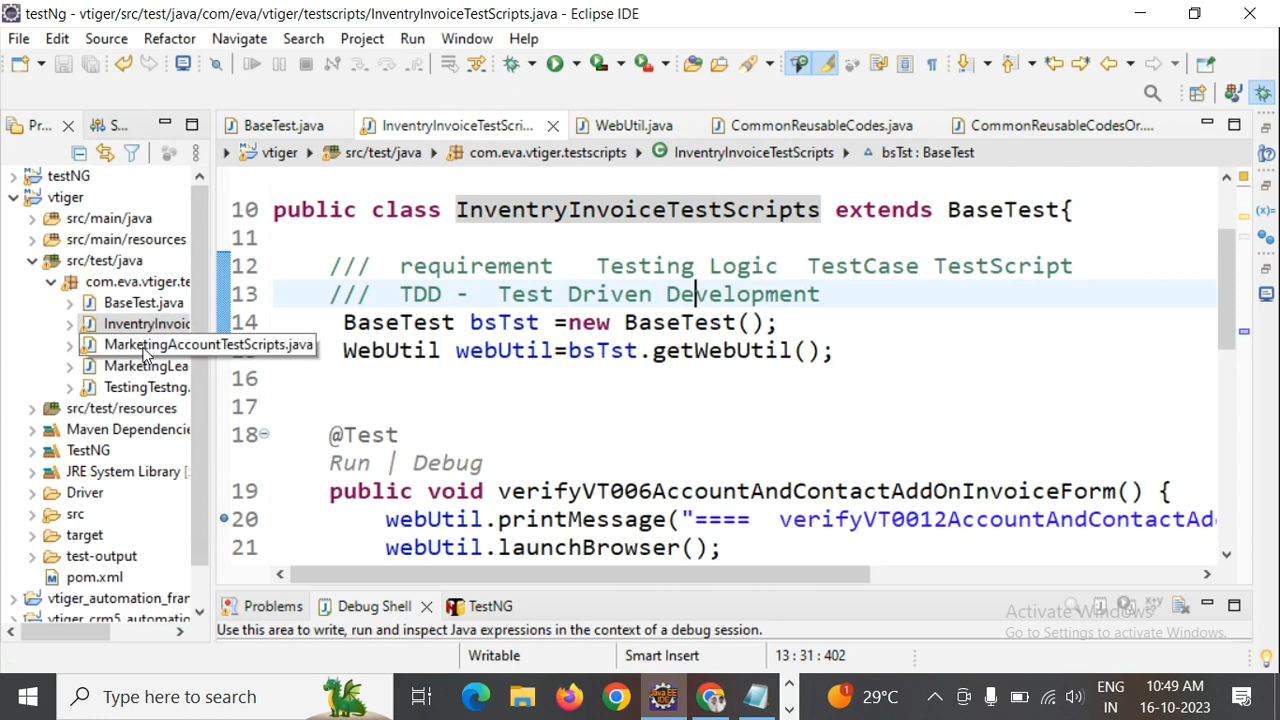 testNg - vtiger/src/test/java/com/eva/vtiger/testscripts/InventryInvoiceTestScripts.java - Eclipse IDE
File Edit Source Refactor Navigate Search Project Run Window Help
Pr... S... BaseTest.java InventryInvoiceTestScri... WebUtil.java CommonReusableCodes.java CommonReusableCodesOr....
vtiger src/test/java com.eva.vtiger.testscripts InventryInvoiceTestScripts bsTst : BaseTest
testNG
vtiger
src/main/java
src/main/resources
src/test/java
com.eva.vtiger.te
BaseTest.java
InventryInvoic
MarketingAccountTestScripts.java
MarketingLea
TestingTestng.
src/test/resources
Maven Dependencie
TestNG
JRE System Library [
Driver
src
target
test-output
pom.xml
vtiger_automation_frar
vtiger_crm5_automation
10 public class InventryInvoiceTestScripts extends BaseTest{
11
12 /// requirement Testing Logic TestCase TestScript
13 /// TDD - Test Driven Development
14 BaseTest bsTst =new BaseTest();
WebUtil webUtil=bsTst.getWebUtil();
16
17
18 @Test
Run | Debug
19 public void verifyVT006AccountAndContactAddOnInvoiceForm() {
20 webUtil.printMessage("==== verifyVT0012AccountAndContactAd
21 webUtil.launchBrowser();
Problems Debug Shell TestNG
Use this area to write, run and inspect Java expressions in the context of a debug session.
Activate Windows
Go to Settings to activate Windows.
Writable Smart Insert 13 : 31 : 402
Type here to search 1 29°C ENG IN 10:49 AM 16-10-2023